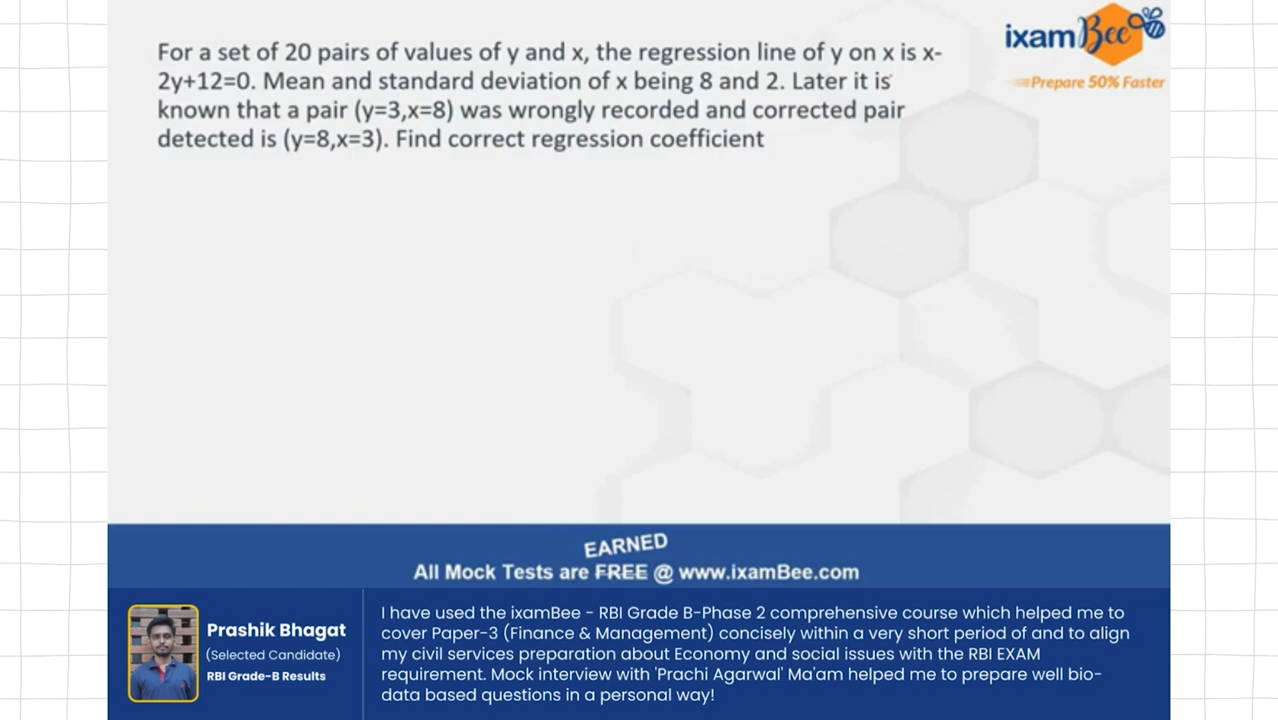 For a set of 20 pairs of values of y and x, the regression line of y on x is x-
2y+12=0. Mean and standard deviation of x being 8 and 2. Later it is
known that a pair (y=3,x=8) was wrongly recorded and corrected pair
detected is (y=8,x=3). Find correct regression coefficient
ixamBee
Prepare 50% Faster
EARNED
All Mock Tests are FREE @ www.ixamBee.com
Prashik Bhagat
(Selected Candidate)
RBI Grade-B Results
I have used the ixamBee - RBI Grade B-Phase 2 comprehensive course which helped me to
cover Paper-3 (Finance & Management) concisely within a very short period of and to align
my civil services preparation about Economy and social issues with the RBI EXAM
requirement. Mock interview with 'Prachi Agarwal' Ma'am helped me to prepare well bio-
data based questions in a personal way!